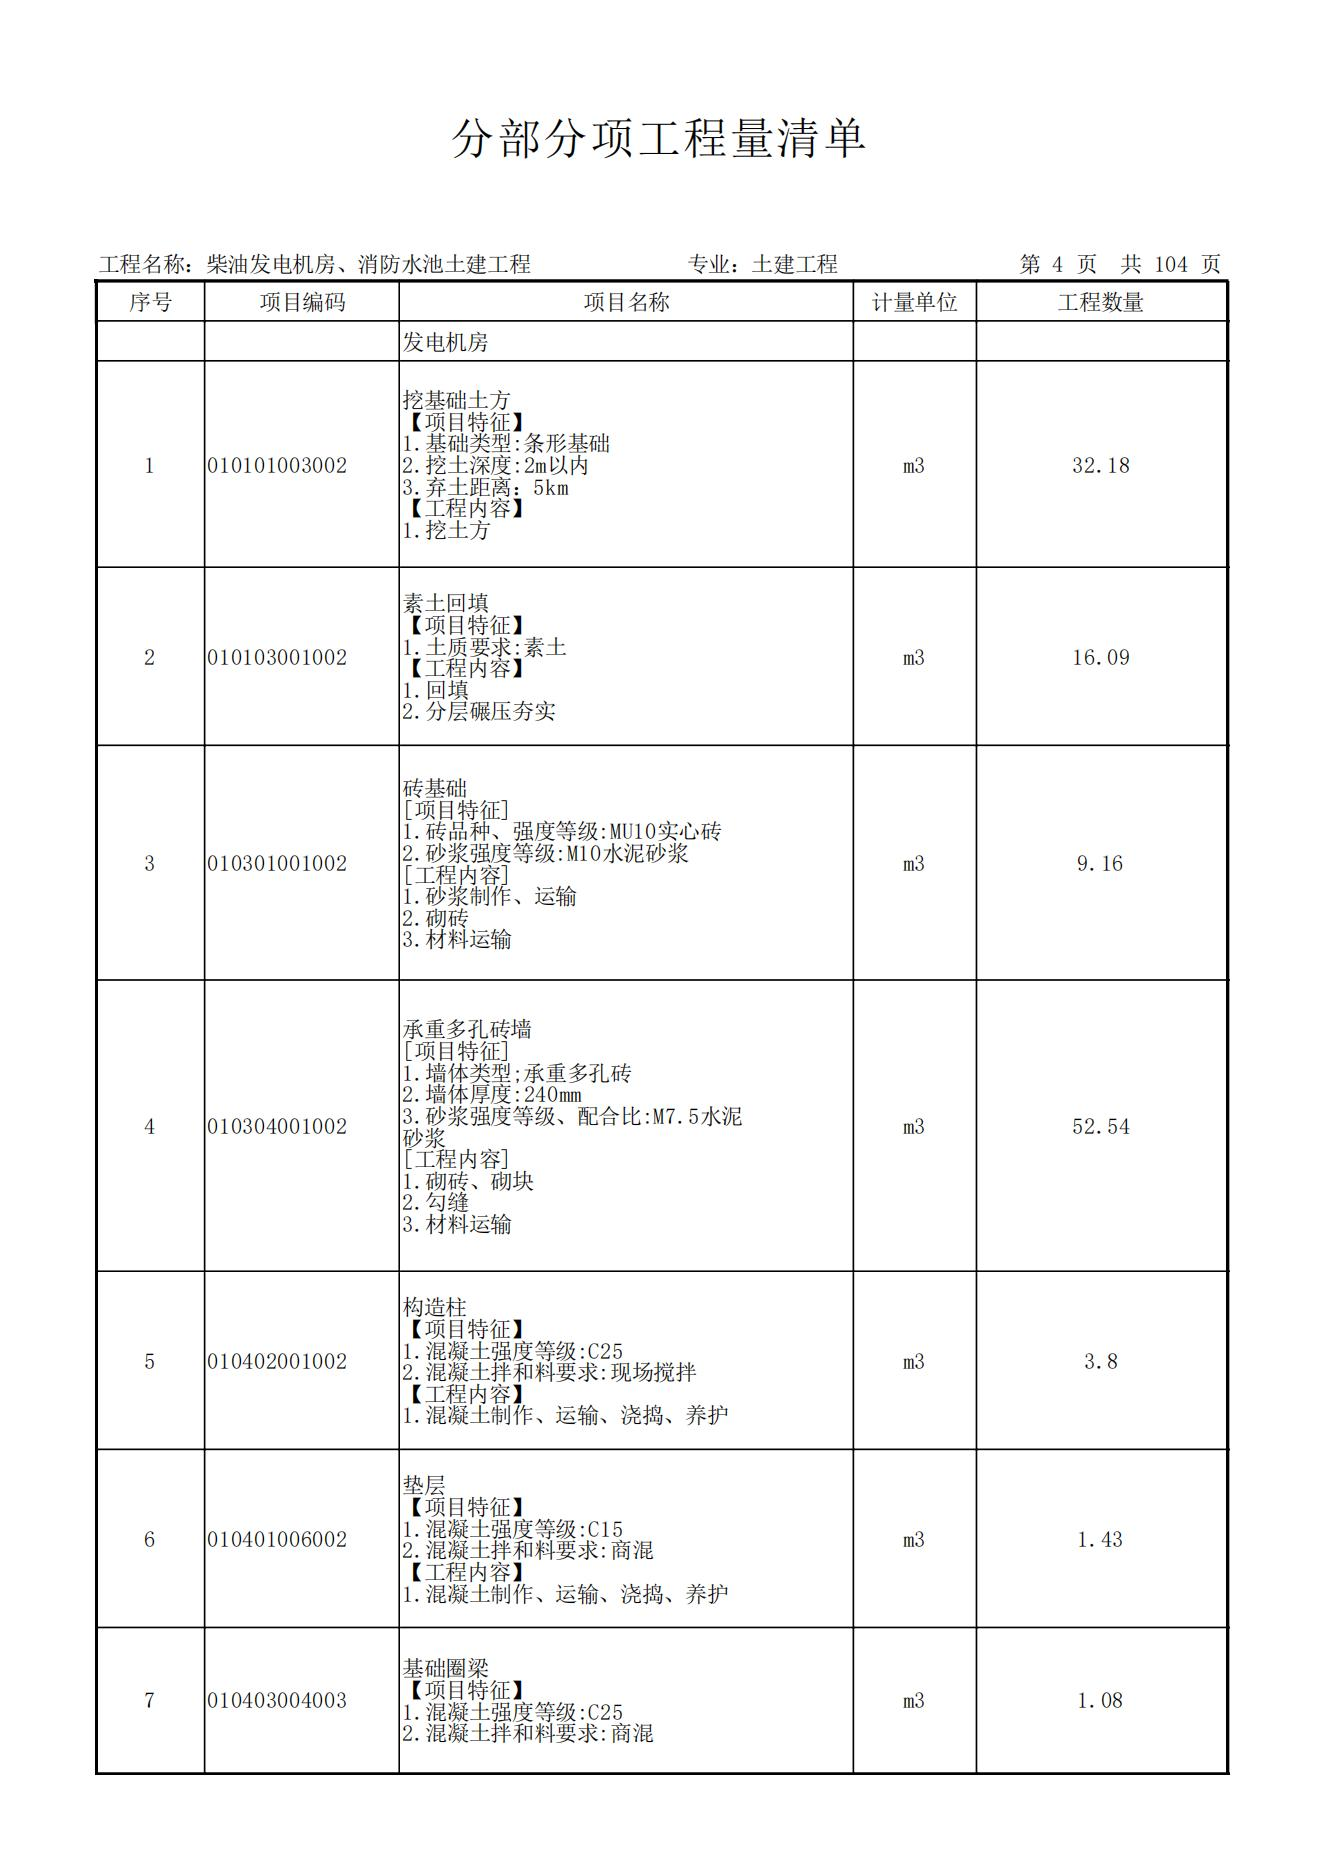 分部分项工程量清单
工程名称：柴油发电机房、消防水池土建工程 专业：土建工程 第 4 页 共 104 页
序号 项目编码 项目名称 计量单位 工程数量
发电机房
挖基础土方
【项目特征】
1.基础类型:条形基础
1 010101003002 2.挖土深度:2m以内 m3 32.18
3.弃土距离：5km
【工程内容】
1.挖土方
素土回填
【项目特征】
1.土质要求:素土
2 010103001002 【工程内容】 m3 16.09
1.回填
2.分层碾压夯实
砖基础
[项目特征]
1.砖品种、强度等级:MU10实心砖
2.砂浆强度等级:M10水泥砂浆
3 010301001002 [工程内容] m3 9.16
1.砂浆制作、运输
2.砌砖
3.材料运输
承重多孔砖墙
[项目特征]
1.墙体类型;承重多孔砖
2.墙体厚度:240mm
3.砂浆强度等级、配合比:M7.5水泥
4 010304001002 砂浆 m3 52.54
[工程内容]
1.砌砖、砌块
2.勾缝
3.材料运输
构造柱
【项目特征】
1.混凝土强度等级:C25
5 010402001002 2.混凝土拌和料要求:现场搅拌 m3 3.8
【工程内容】
1.混凝土制作、运输、浇捣、养护
垫层
【项目特征】
1.混凝土强度等级:C15
6 010401006002 2.混凝土拌和料要求:商混 m3 1.43
【工程内容】
1.混凝土制作、运输、浇捣、养护
基础圈梁
【项目特征】
7 010403004003 1.混凝土强度等级:C25 m3 1.08
2.混凝土拌和料要求:商混